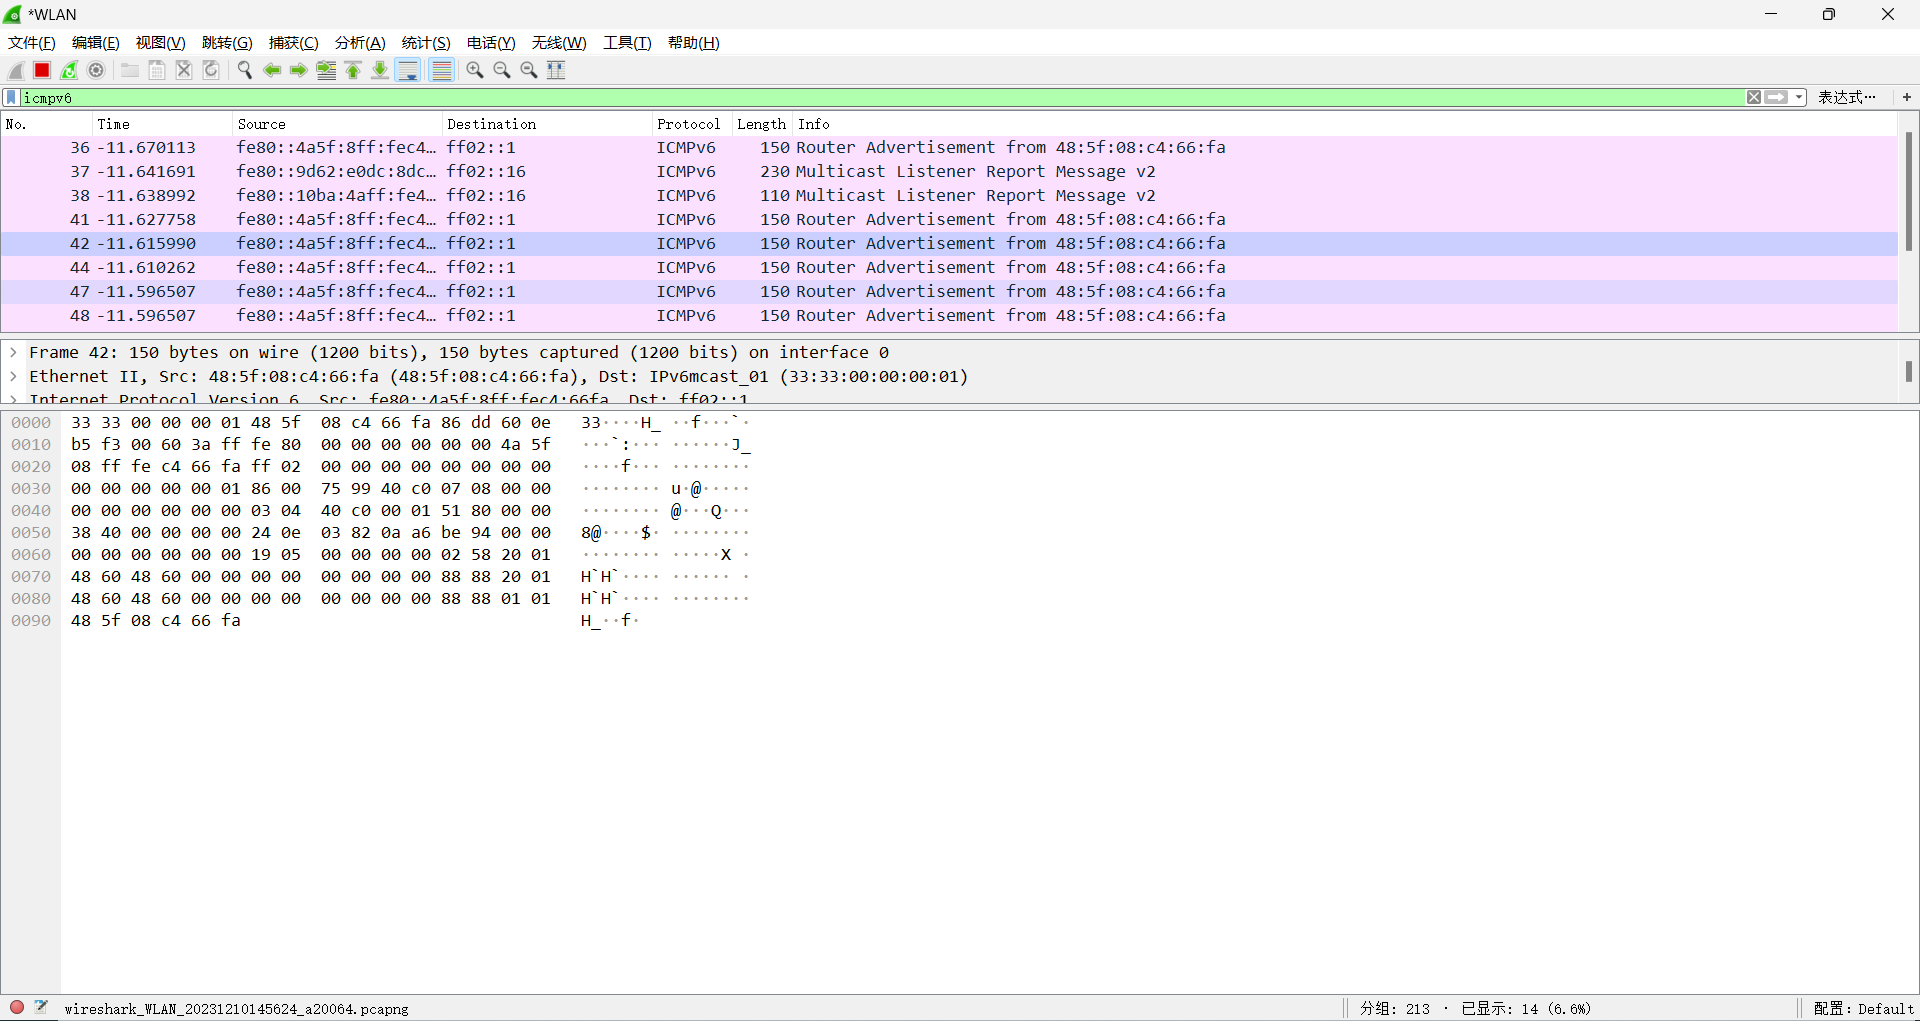 *WLAN
文件(F) 编辑(E) 视图(V) 跳转(G) 捕获(C) 分析(A) 统计(S) 电话(Y) 无线(W) 工具(T) 帮助(H)
icmpv6 表达式… +
No. Time Source Destination Protocol Length Info
36 -11.670113 fe80::4a5f:8ff:fec4… ff02::1 ICMPv6 150 Router Advertisement from 48:5f:08:c4:66:fa
37 -11.641691 fe80::9d62:e0dc:8dc… ff02::16 ICMPv6 230 Multicast Listener Report Message v2
38 -11.638992 fe80::10ba:4aff:fe4… ff02::16 ICMPv6 110 Multicast Listener Report Message v2
41 -11.627758 fe80::4a5f:8ff:fec4… ff02::1 ICMPv6 150 Router Advertisement from 48:5f:08:c4:66:fa
42 -11.615990 fe80::4a5f:8ff:fec4… ff02::1 ICMPv6 150 Router Advertisement from 48:5f:08:c4:66:fa
44 -11.610262 fe80::4a5f:8ff:fec4… ff02::1 ICMPv6 150 Router Advertisement from 48:5f:08:c4:66:fa
47 -11.596507 fe80::4a5f:8ff:fec4… ff02::1 ICMPv6 150 Router Advertisement from 48:5f:08:c4:66:fa
48 -11.596507 fe80::4a5f:8ff:fec4… ff02::1 ICMPv6 150 Router Advertisement from 48:5f:08:c4:66:fa
Frame 42: 150 bytes on wire (1200 bits), 150 bytes captured (1200 bits) on interface 0
Ethernet II, Src: 48:5f:08:c4:66:fa (48:5f:08:c4:66:fa), Dst: IPv6mcast_01 (33:33:00:00:00:01)
Internet Protocol Version 6, Src: fe80::4a5f:8ff:fec4:66fa, Dst: ff02::1
0000 33 33 00 00 00 01 48 5f 08 c4 66 fa 86 dd 60 0e 33····H_ ··f···`·
0010 b5 f3 00 60 3a ff fe 80 00 00 00 00 00 00 4a 5f ···`:··· ······J_
0020 08 ff fe c4 66 fa ff 02 00 00 00 00 00 00 00 00 ····f··· ········
0030 00 00 00 00 00 01 86 00 75 99 40 c0 07 08 00 00 ········ u·@·····
0040 00 00 00 00 00 00 03 04 40 c0 00 01 51 80 00 00 ········ @···Q···
0050 38 40 00 00 00 00 24 0e 03 82 0a a6 be 94 00 00 8@····$· ········
0060 00 00 00 00 00 00 19 05 00 00 00 00 02 58 20 01 ········ ·····X ·
0070 48 60 48 60 00 00 00 00 00 00 00 00 88 88 20 01 H`H`···· ······ ·
0080 48 60 48 60 00 00 00 00 00 00 00 00 88 88 01 01 H`H`···· ········
0090 48 5f 08 c4 66 fa H_··f·
wireshark_WLAN_20231210145624_a20064.pcapng 分组: 213 · 已显示: 14 (6.6%) 配置: Default